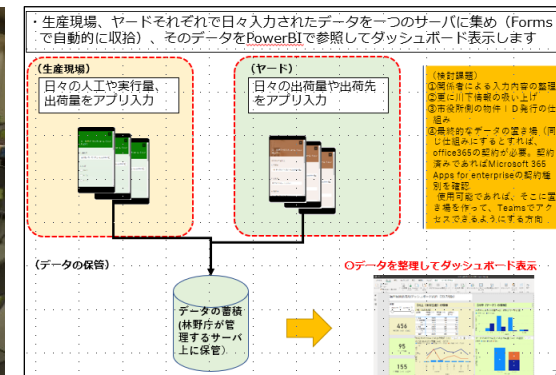 ・生産現場、ヤードそれぞれで日々入力されたデータを一つのサーバに集め（Forms
で自動的に収拾）、そのデータをPowerBIで参照してダッシュボード表示します
（生産現場）
日々の人工や実行量、
出荷量をアプリ入力
（ヤード）
日々の出荷量や出荷先
をアプリ入力
（検討課題）
①関係者による入力内容の整理
②更に川下情報の吸い上げ
③市役所側の物件ＩＤ発行の仕
組み
④最終的なデータの置き場（同
じ仕組みにするとすれば、
office365の契約が必要。契約
済みであればMicrosoft 365
Apps for enterpriseの契約種
別を確認
使用可能であれば、そこに置
き場を作って、Teamsでアク
セスできるようにする方向
（データの保管）
データの蓄積
(林野庁が管
理するサーバ
上に保管）
〇データを整理してダッシュボード表示
456
95
155